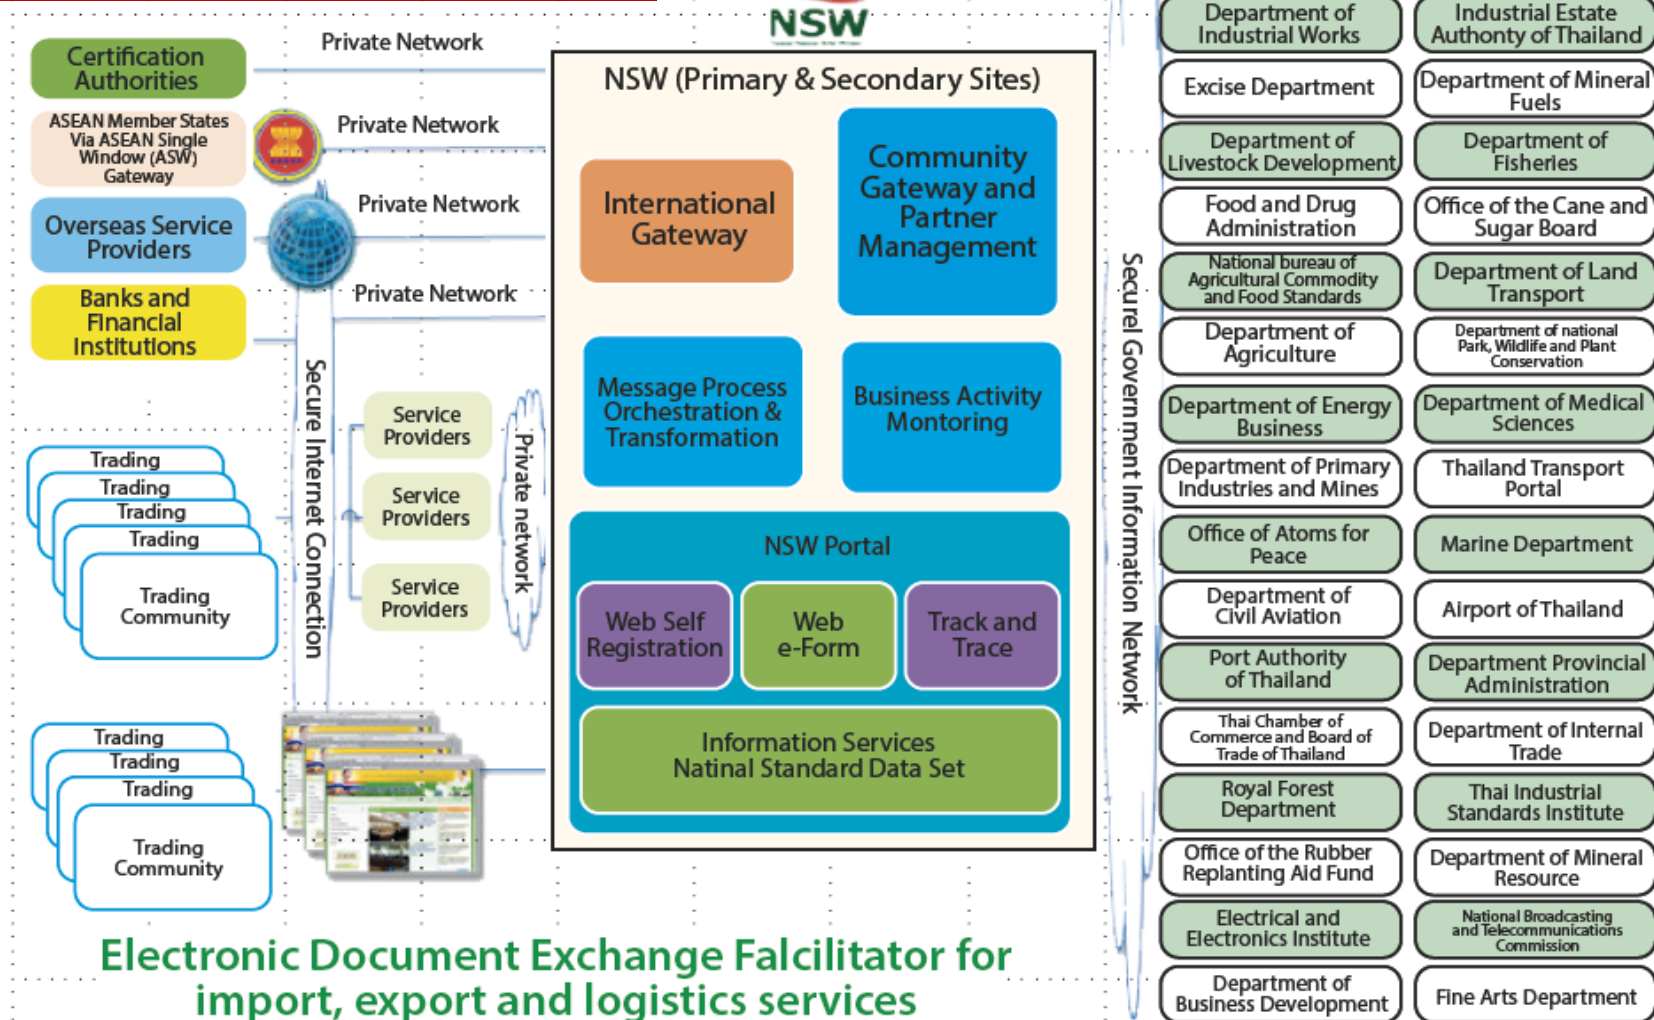 NSW
Certification
Authorities
Private Network
ASEAN Member States
Via ASEAN Single
Window (ASW)
Gateway
Private Network
Overseas Service
Providers
Private Network
Banks and
Financial
Institutions
Private Network
Secure Internet Connection
Service
Providers
Service
Providers
Service
Providers
Private network
Trading
Trading
Trading
Trading
Trading
Community
Trading
Trading
Trading
Trading
Community
NSW (Primary & Secondary Sites)
International
Gateway
Community
Gateway and
Partner
Management
Message Process
Orchestration &
Transformation
Business Activity
Montoring
NSW Portal
Web Self
Registration
Web
e-Form
Track and
Trace
Information Services
Natinal Standard Data Set
Securel Government Information Network
Department of
Industrial Works
Industrial Estate
Authonty of Thailand
Excise Department
Department of Mineral
Fuels
Department of
Livestock Development
Department of
Fisheries
Food and Drug
Administration
Office of the Cane and
Sugar Board
National bureau of
Agricultural Commodity
and Food Standards
Department of Land
Transport
Department of
Agriculture
Department of national
Park, Wildlife and Plant
Conservation
Department of Energy
Business
Department of Medical
Sciences
Department of Primary
Industries and Mines
Thailand Transport
Portal
Office of Atoms for
Peace
Marine Department
Department of
Civil Aviation
Airport of Thailand
Port Authority
of Thailand
Department Provincial
Administration
Thai Chamber of
Commerce and Board of
Trade of Thailand
Department of Internal
Trade
Royal Forest
Department
Thai Industrial
Standards Institute
Office of the Rubber
Replanting Aid Fund
Department of Mineral
Resource
Electrical and
Electronics Institute
National Broadcasting
and Telecommunications
Commission
Department of
Business Development
Fine Arts Department
Electronic Document Exchange Falcilitator for
import, export and logistics services